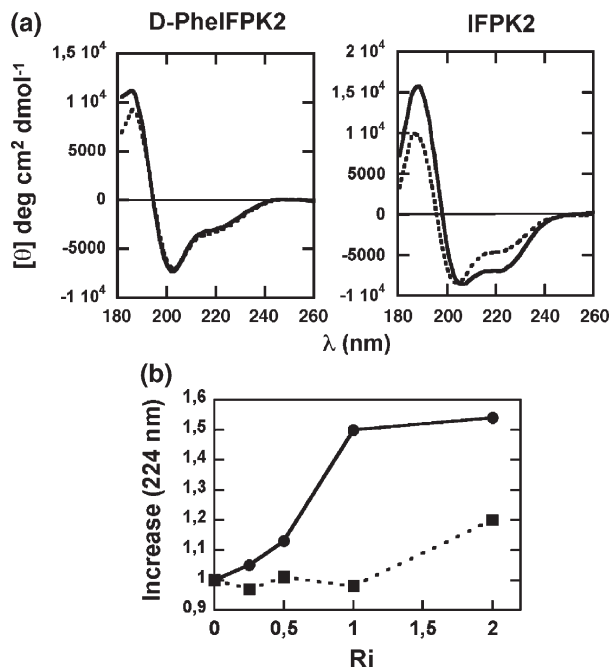 (a)
D-PheIFPK2
IFPK2
[θ] deg cm² dmol⁻¹
1,5 10⁴
1 10⁴
5000
0
-5000
-1 10⁴
180 200 220 240 260
2 10⁴
1,5 10⁴
1 10⁴
5000
0
-5000
-1 10⁴
180 200 220 240 260
λ (nm)
(b)
Increase (224 nm)
1,6
1,5
1,4
1,3
1,2
1,1
1
0,9
0 0,5 1 1,5 2
Ri